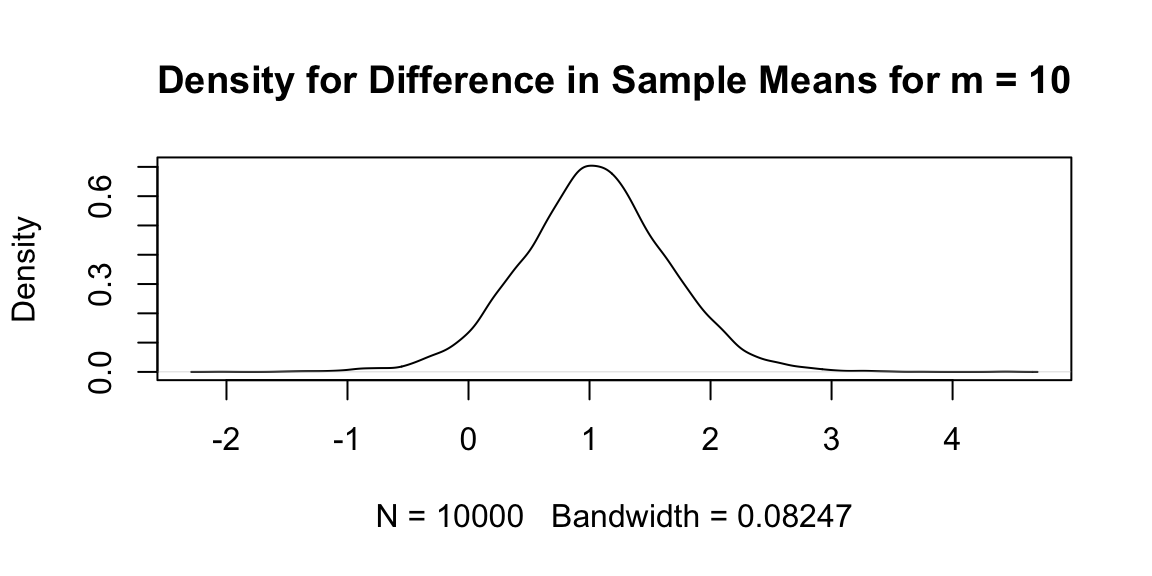 Density for Difference in Sample Means for m = 10
Density
0.6
0.3
0.0
-2 -1 0 1 2 3 4
N = 10000 Bandwidth = 0.08247